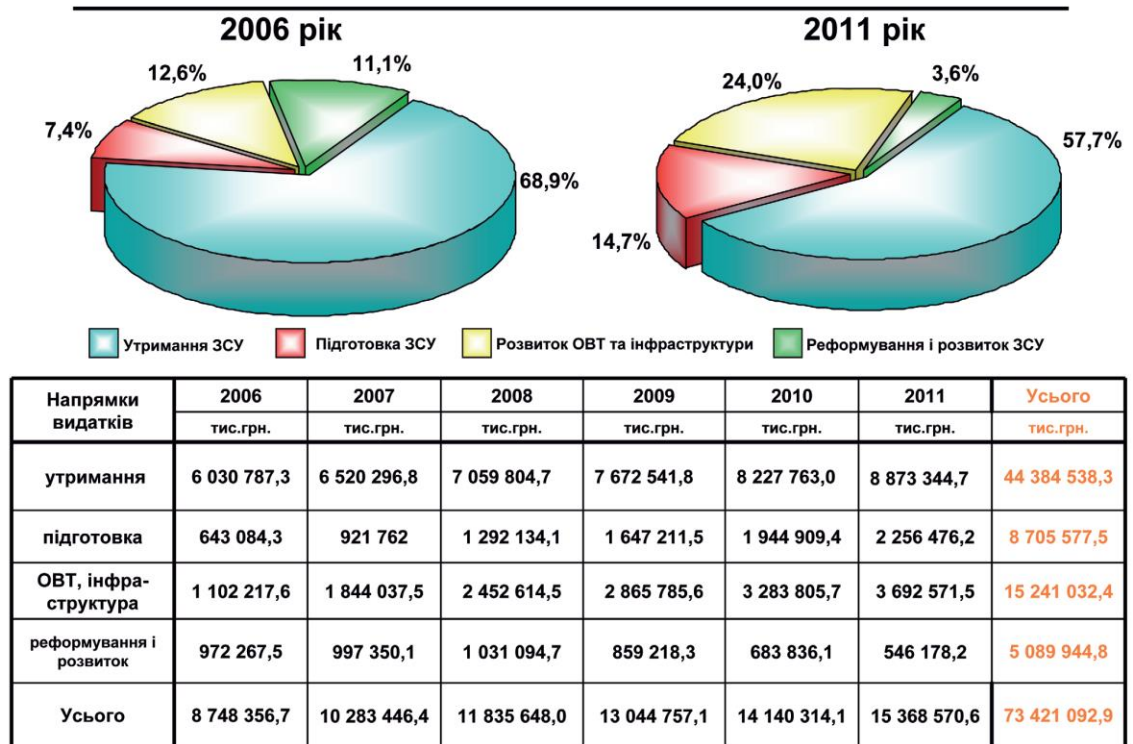 2006 рік
2011 рік
12,6%
11,1%
7,4%
68,9%
24,0%
3,6%
57,7%
14,7%
Утримання ЗСУ Підготовка ЗСУ Розвиток ОВТ та інфраструктури Реформування і розвиток ЗСУ
Напрямки видатків 2006 2007 2008 2009 2010 2011 Усього
тис.грн. тис.грн. тис.грн. тис.грн. тис.грн. тис.грн. тис.грн.
утримання 6 030 787,3 6 520 296,8 7 059 804,7 7 672 541,8 8 227 763,0 8 873 344,7 44 384 538,3
підготовка 643 084,3 921 762 1 292 134,1 1 647 211,5 1 944 909,4 2 256 476,2 8 705 577,5
ОВТ, інфра-
структура 1 102 217,6 1 844 037,5 2 452 614,5 2 865 785,6 3 283 805,7 3 692 571,5 15 241 032,4
реформування і
розвиток 972 267,5 997 350,1 1 031 094,7 859 218,3 683 836,1 546 178,2 5 089 944,8
Усього 8 748 356,7 10 283 446,4 11 835 648,0 13 044 757,1 14 140 314,1 15 368 570,6 73 421 092,9